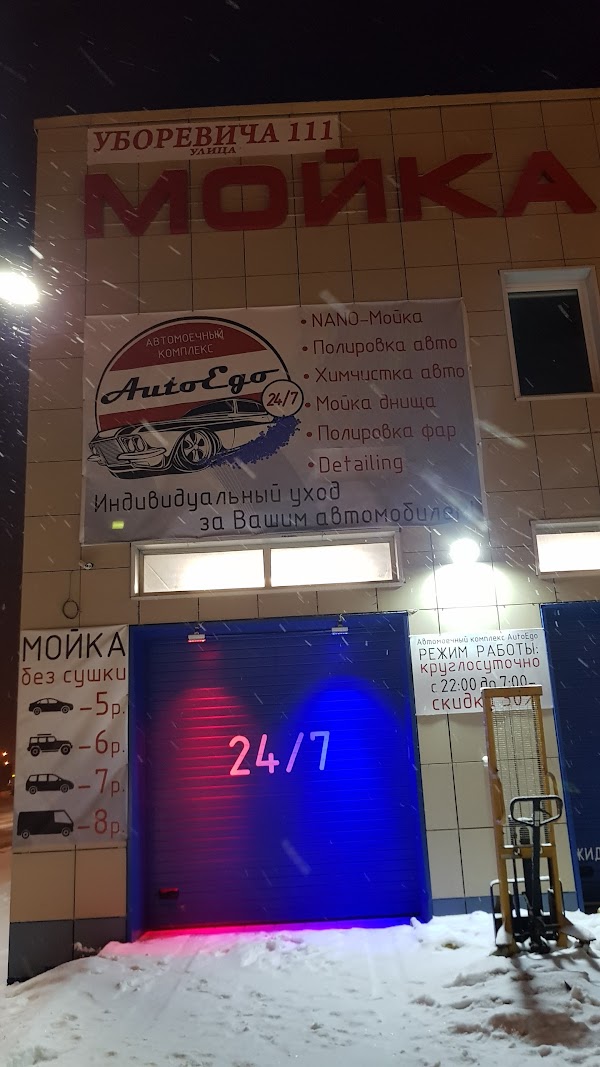 УБОРЕВИЧА 111
УЛИЦА
МОЙКА
АВТОМОЕЧНЫЙ
КОМПЛЕКС
AutoEgo
24/7
• NANO-Мойка
• Полировка авто
• Химчистка авто
• Мойка днища
• Полировка фар
• Detailing
Индивидуальный уход
за Вашим автомобилем!
МОЙКА
без сушки
-5р.
-6р.
-7р.
-8р.
24/7
Автомоечный комплекс AutoEgo
РЕЖИМ РАБОТЫ:
круглосуточно
с 22:00 до 7:00-
скидка 30%